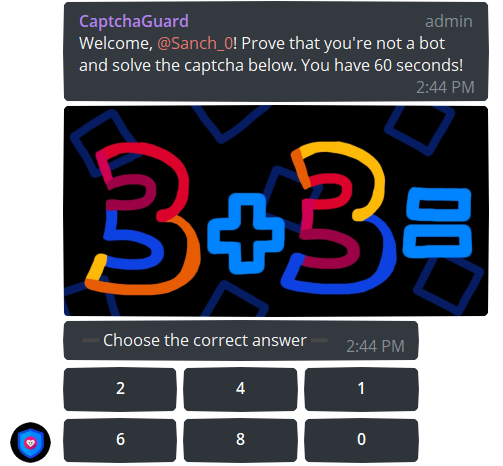 CaptchaGuard admin
Welcome, @Sanch_0! Prove that you're not a bot
and solve the captcha below. You have 60 seconds!
2:44 PM
3+3=
Choose the correct answer 2:44 PM
2 4 1
6 8 0